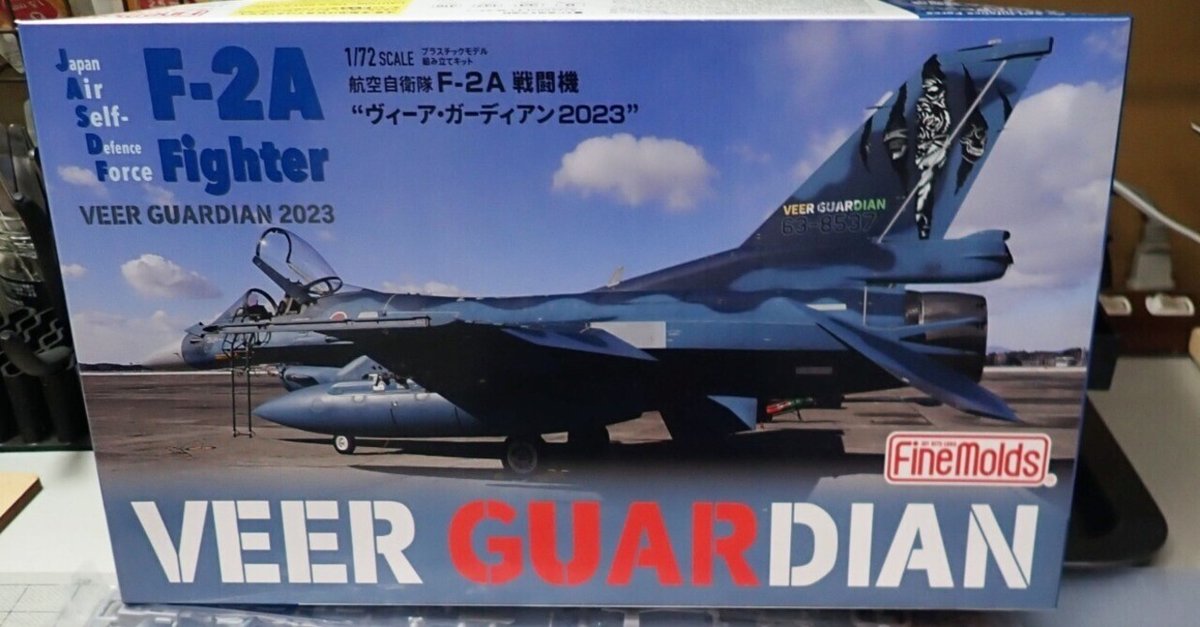 Japan
Air
Self-
Defence
Force
F-2A
Fighter
VEER GUARDIAN 2023
1/72 SCALE
プラスチックモデル
組み立てキット
航空自衛隊 F-2A 戦闘機
“ヴィーア・ガーディアン2023”
VEER GUARDIAN
63-8537
FineMolds
VEER GUARDIAN